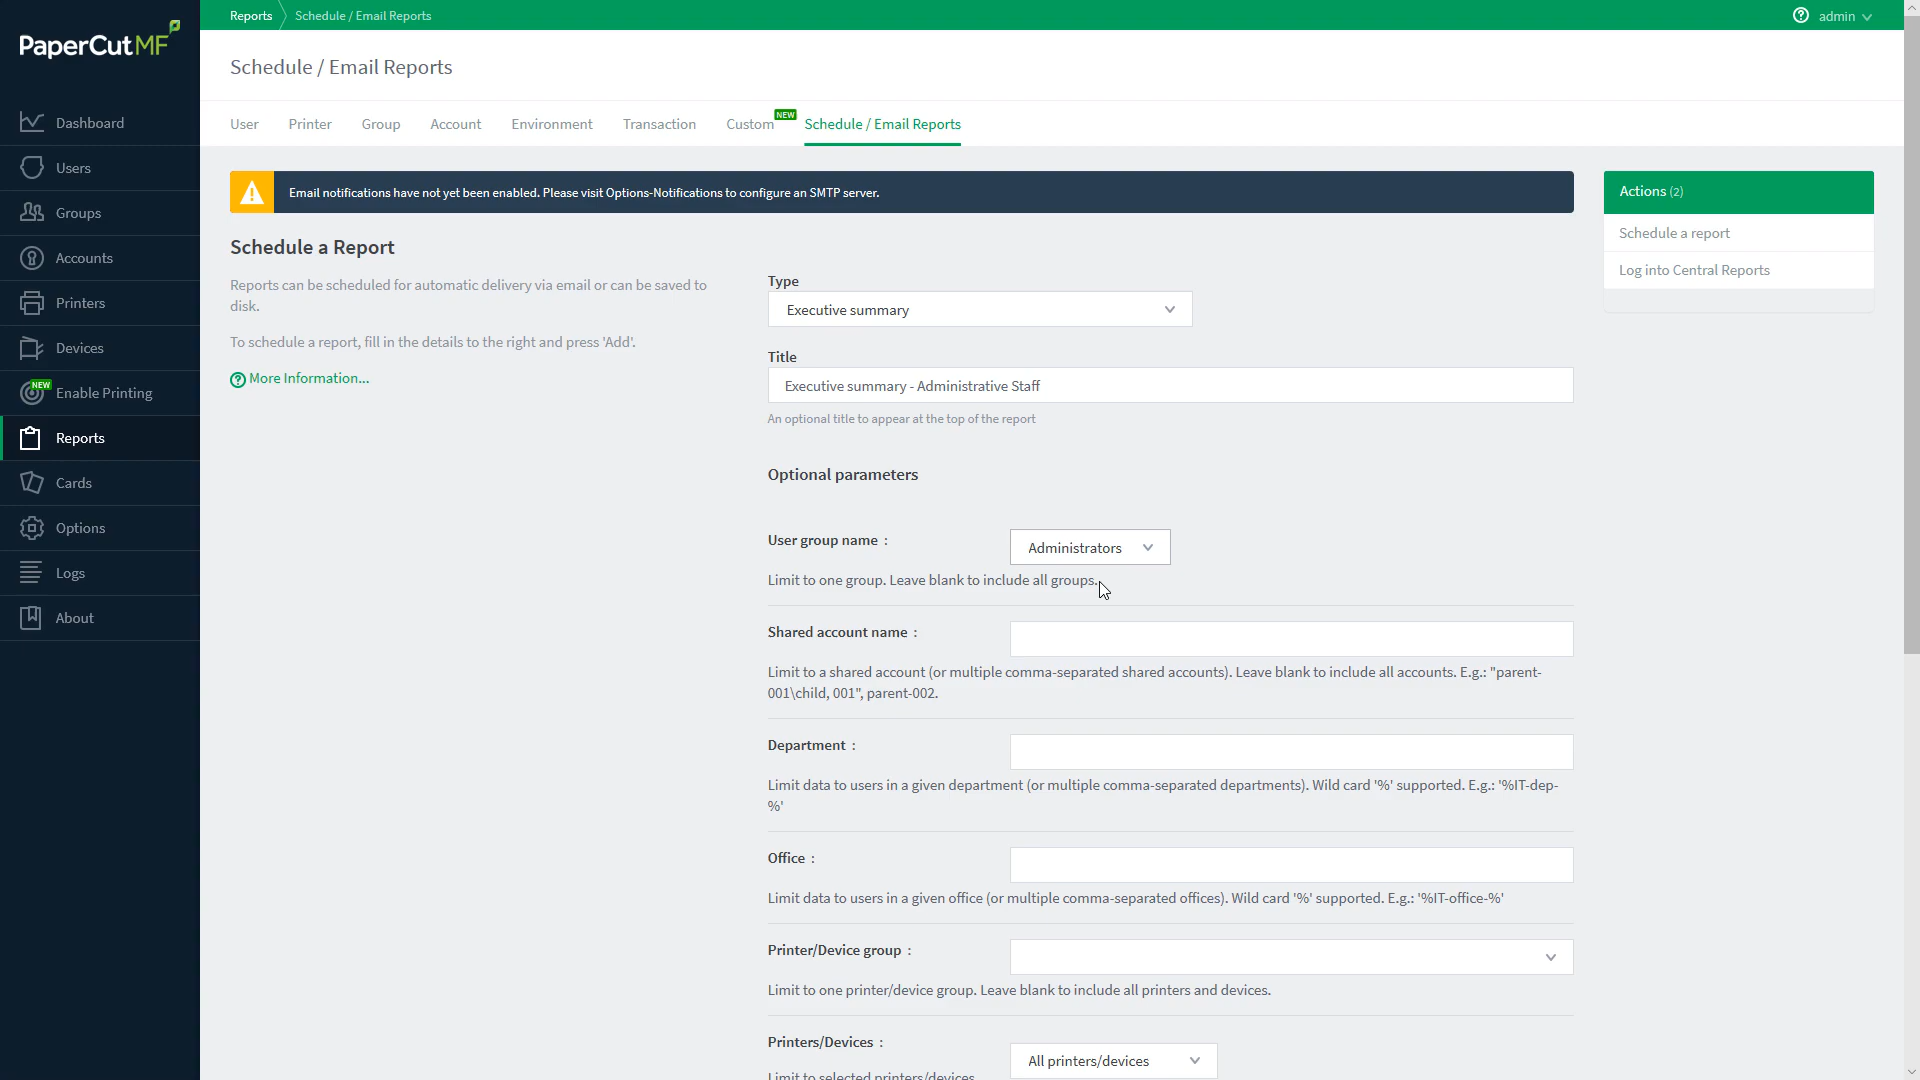 Reports
Schedule / Email Reports
admin
PaperCutMF
Schedule / Email Reports
Dashboard
Users
Groups
Accounts
Printers
Devices
NEW
Enable Printing
Reports
Cards
Options
Logs
About
User
Printer
Group
Account
Environment
Transaction
Custom
NEW
Schedule / Email Reports
Email notifications have not yet been enabled. Please visit Options-Notifications to configure an SMTP server.
Schedule a Report
Reports can be scheduled for automatic delivery via email or can be saved to
disk.
To schedule a report, fill in the details to the right and press 'Add'.
More Information...
Type
Executive summary
Title
Executive summary - Administrative Staff
An optional title to appear at the top of the report
Optional parameters
User group name :
Administrators
Limit to one group. Leave blank to include all groups.
Shared account name :
Limit to a shared account (or multiple comma-separated shared accounts). Leave blank to include all accounts. E.g.: "parent-
001\child, 001", parent-002.
Department :
Limit data to users in a given department (or multiple comma-separated departments). Wild card '%' supported. E.g.: '%IT-dep-
%'
Office :
Limit data to users in a given office (or multiple comma-separated offices). Wild card '%' supported. E.g.: '%IT-office-%'
Printer/Device group :
Limit to one printer/device group. Leave blank to include all printers and devices.
Printers/Devices :
All printers/devices
Limit to selected printers/devices
Actions (2)
Schedule a report
Log into Central Reports